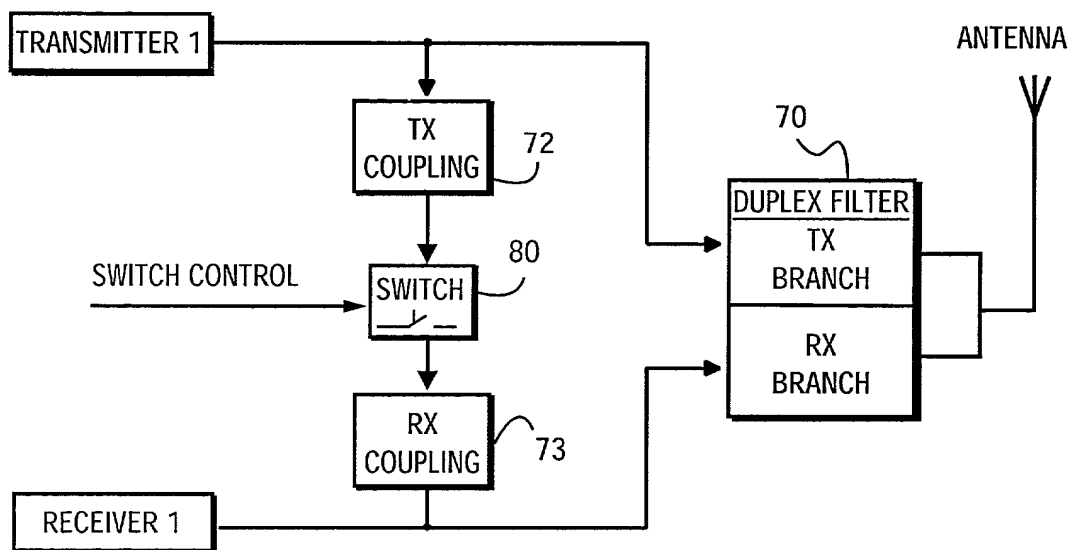 TRANSMITTER 1
ANTENNA
TX
COUPLING
72
70
DUPLEX FILTER
TX
BRANCH
SWITCH CONTROL
80
SWITCH
RX
BRANCH
RX
COUPLING
73
RECEIVER 1